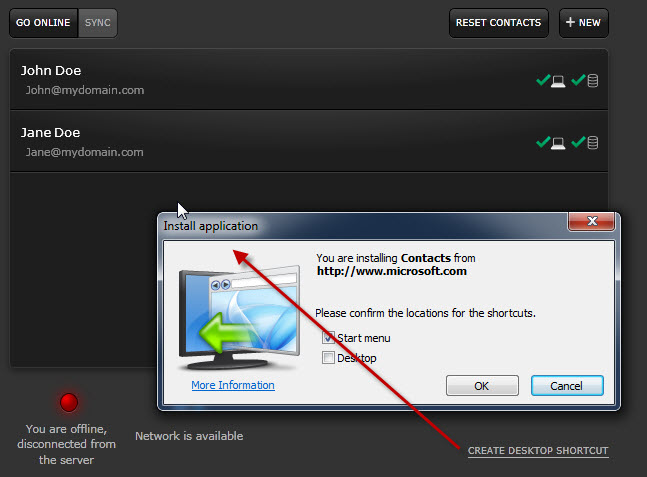 GO ONLINE SYNC RESET CONTACTS + NEW
John Doe
John@mydomain.com
Jane Doe
Jane@mydomain.com
Install application
You are installing Contacts from
http://www.microsoft.com
Please confirm the locations for the shortcuts.
Start menu
Desktop
More Information
OK Cancel
You are offline,
disconnected from
the server
Network is available
CREATE DESKTOP SHORTCUT